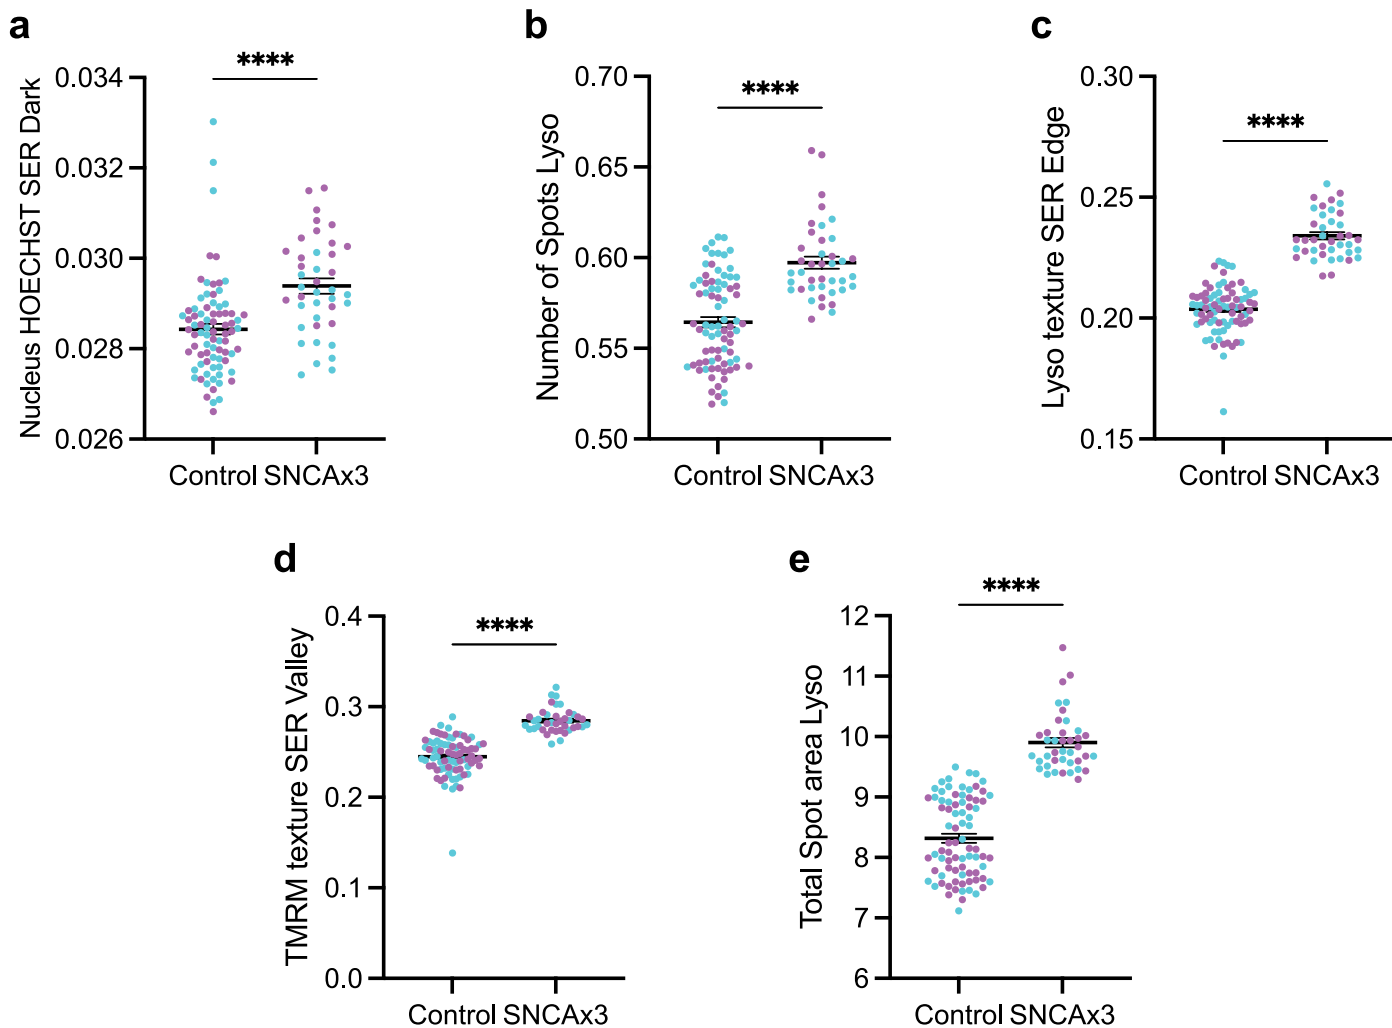 a
Nucleus HOECHST SER Dark
0.034
0.032
0.030
0.028
0.026
****
Control SNCAx3
b
Number of Spots Lyso
0.70
0.65
0.60
0.55
0.50
****
Control SNCAx3
c
Lyso texture SER Edge
0.30
0.25
0.20
0.15
****
Control SNCAx3
d
TMRM texture SER Valley
0.4
0.3
0.2
0.1
0.0
****
Control SNCAx3
e
Total Spot area Lyso
12
11
10
9
8
7
6
****
Control SNCAx3